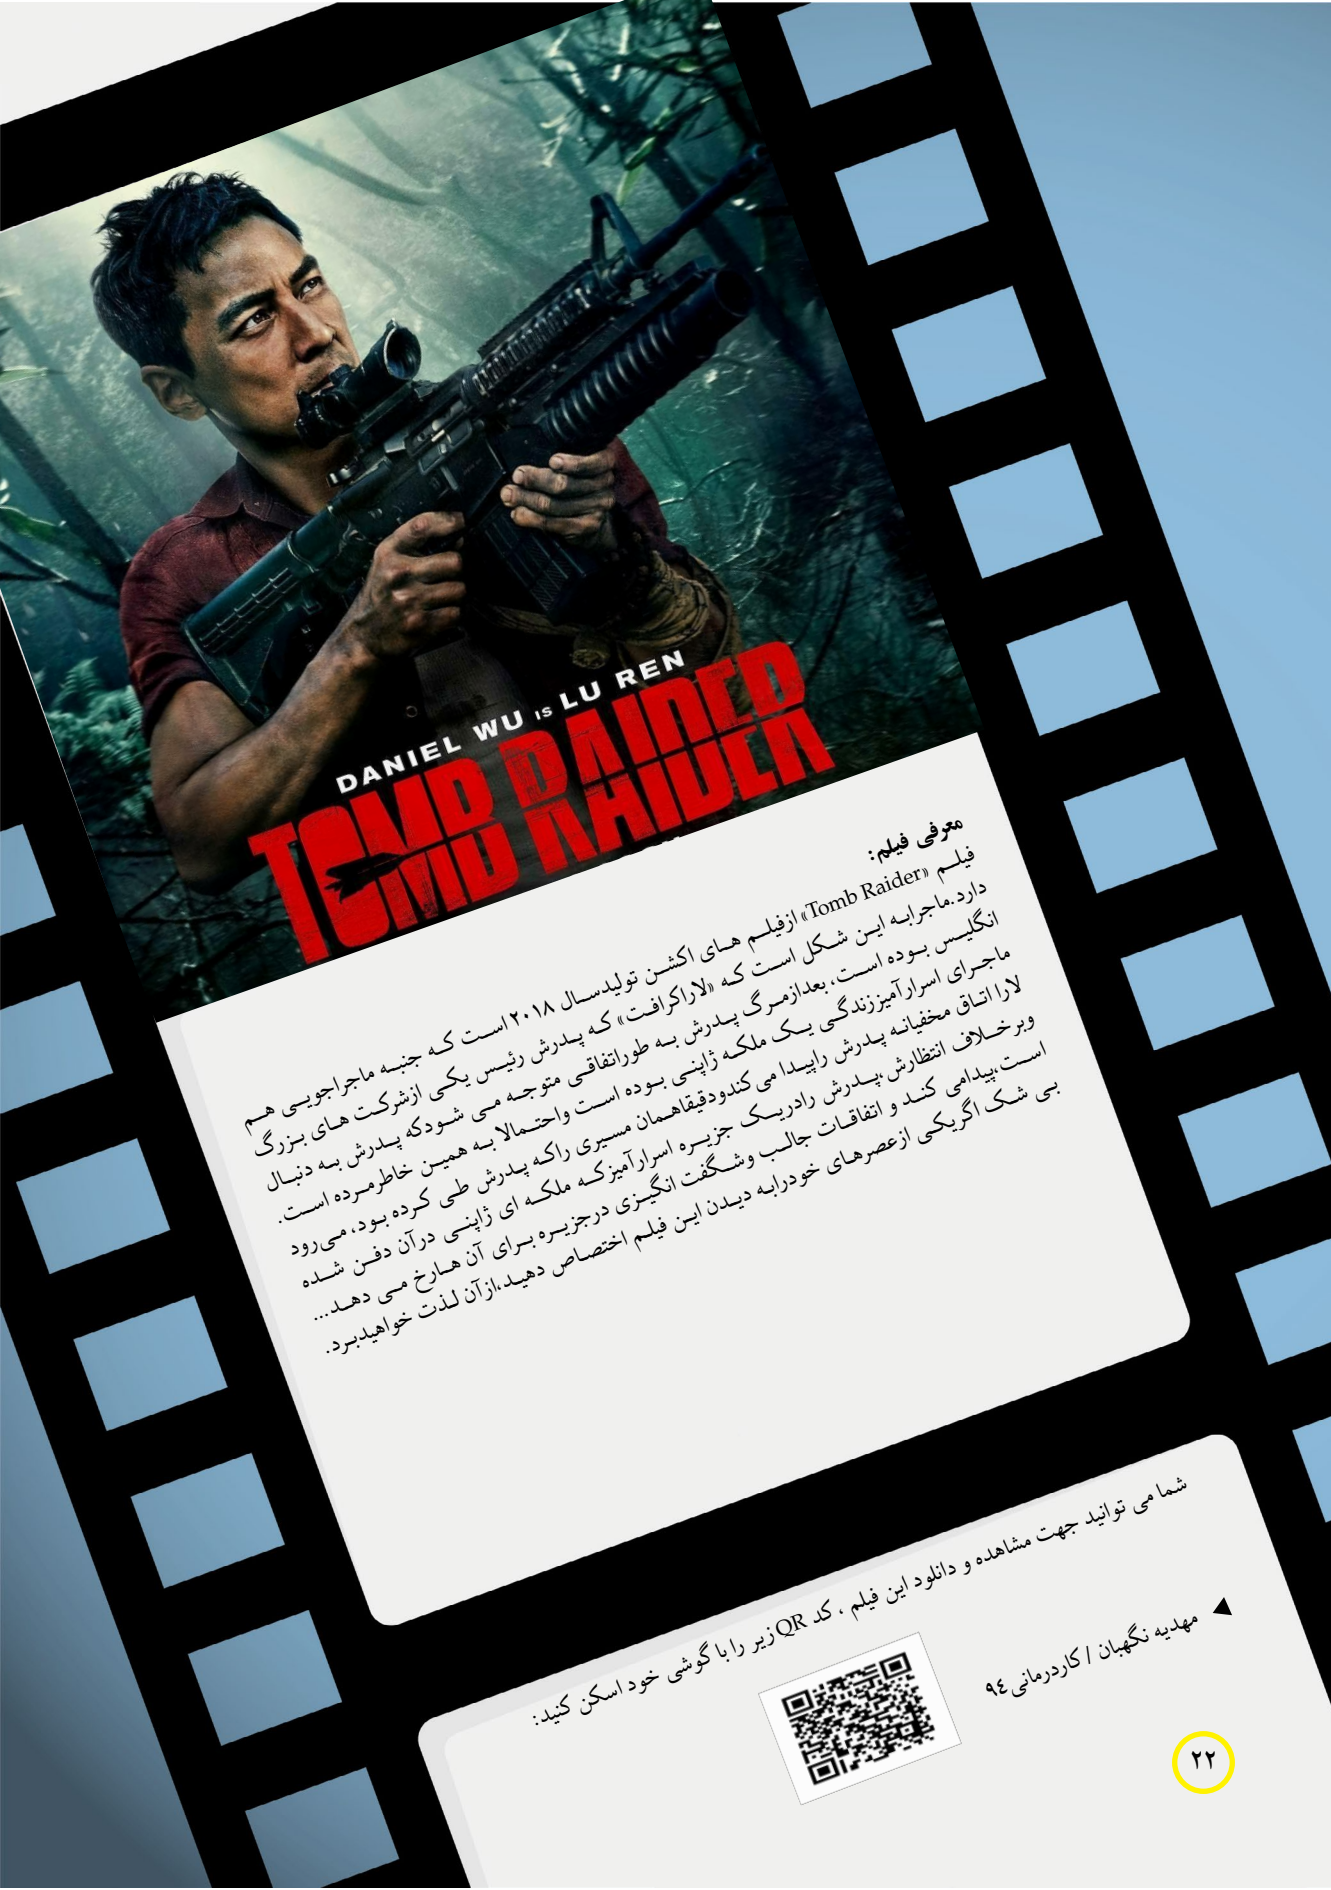 DANIEL WU IS LU REN
TOMB RAIDER
معرفی فیلم:
فیلم «Tomb Raider» ازفیلم های اکشن تولیدسال ۲۰۱۸ است که جنبه ماجراجویی هم
دارد.ماجرابه این شکل است که «لاراکرافت» که پدرش رئیس یکی ازشرکت های بزرگ
انگلیس بوده است، بعدازمرگ پدرش به طوراتفاقی متوجه می شودکه پدرش به دنبال
ماجرای اسرارآمیززندگی یک ملکه ژاپنی بوده است واحتمالا به همین خاطرمرده است.
لارا اتاق مخفیانه پدرش راپیدا می‌کندودقیقاهمان مسیری راکه پدرش طی کرده بود، می‌رود
وبرخلاف انتظارش،پدرش رادریک جزیره اسرارآمیزکه ملکه ای ژاپنی درآن دفن شده
است،پیدامی کند و اتفاقات جالب وشگفت انگیزی درجزیره برای آن هارخ می دهد...
بی شک اگریکی ازعصرهای خودرابه دیدن این فیلم اختصاص دهید،ازآن لذت خواهیدبرد.
شما می توانید جهت مشاهده و دانلود این فیلم ، کد QR زیر را با گوشی خود اسکن کنید:
◀ مهدیه نگهبان / کاردرمانی ۹٤
۲۲